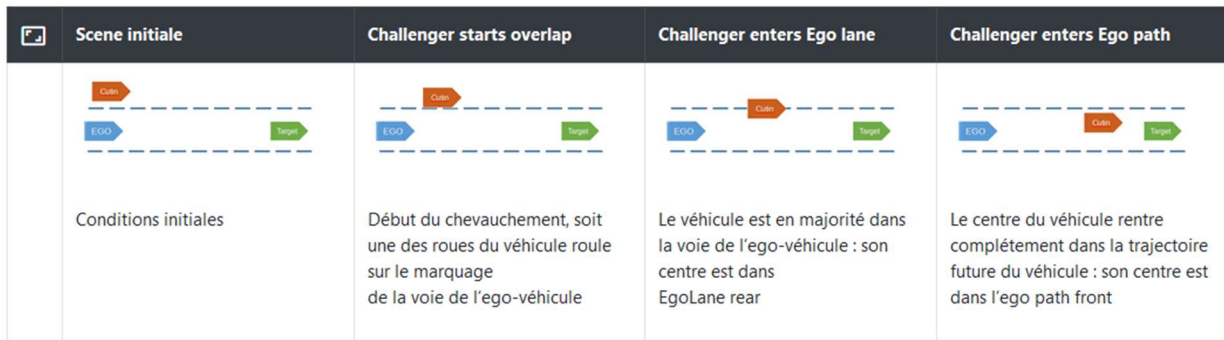 Scene initiale
Challenger starts overlap
Challenger enters Ego lane
Challenger enters Ego path
Cutin
EGO
Target
Cutin
EGO
Target
Cutin
EGO
Target
Cutin
EGO
Target
Conditions initiales
Début du chevauchement, soit
une des roues du véhicule roule
sur le marquage
de la voie de l'ego-véhicule
Le véhicule est en majorité dans
la voie de l'ego-véhicule : son
centre est dans
EgoLane rear
Le centre du véhicule rentre
complétement dans la trajectoire
future du véhicule : son centre est
dans l'ego path front